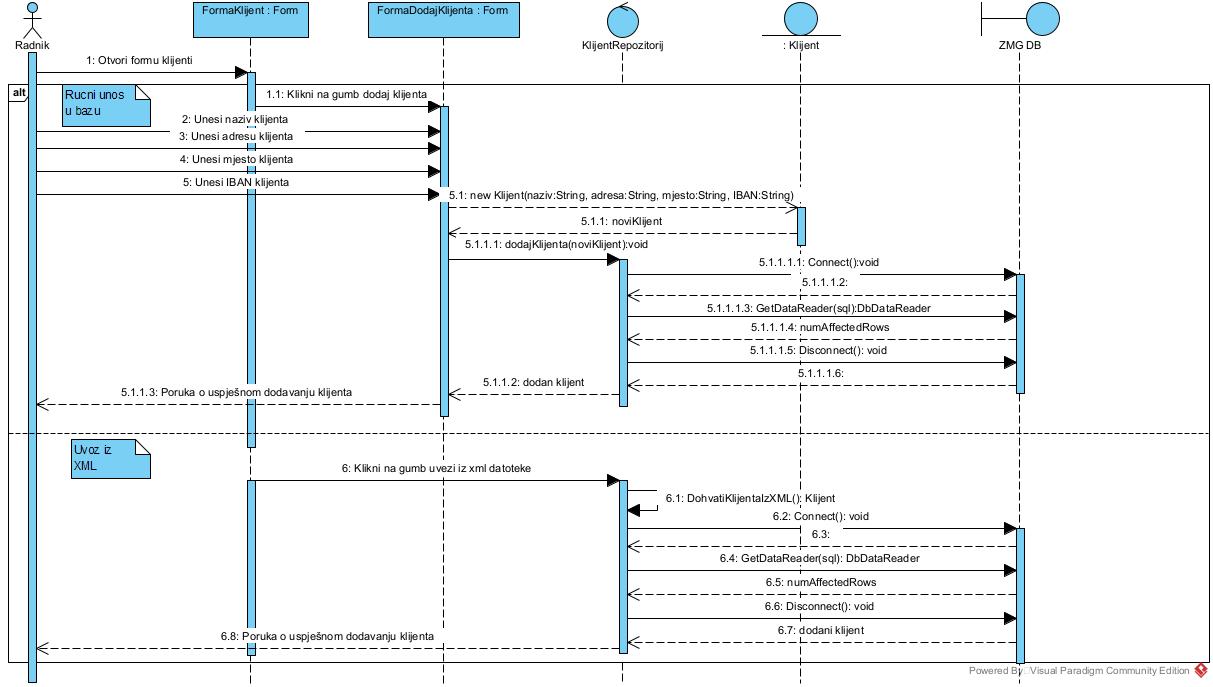 FormaKlijent : Form
FormaDodajKlijenta : Form
Radnik
KlijentRepozitorij
: Klijent
ZMG DB
1: Otvori formu klijenti
alt
Rucni unos
u bazu
1.1: Klikni na gumb dodaj klijenta
2: Unesi naziv klijenta
3: Unesi adresu klijenta
4: Unesi mjesto klijenta
5: Unesi IBAN klijenta
5.1: new Klijent(naziv:String, adresa:String, mjesto:String, IBAN:String)
5.1.1: noviKlijent
5.1.1.1: dodajKlijenta(noviKlijent):void
5.1.1.1.1: Connect():void
5.1.1.1.2:
5.1.1.1.3: GetDataReader(sql):DbDataReader
5.1.1.1.4: numAffectedRows
5.1.1.1.5: Disconnect(): void
5.1.1.1.6:
5.1.1.2: dodan klijent
5.1.1.3: Poruka o uspješnom dodavanju klijenta
Uvoz iz
XML
6: Klikni na gumb uvezi iz xml datoteke
6.1: DohvatiKlijentaIzXML(): Klijent
6.2: Connect(): void
6.3:
6.4: GetDataReader(sql): DbDataReader
6.5: numAffectedRows
6.6: Disconnect(): void
6.7: dodani klijent
6.8: Poruka o uspješnom dodavanju klijenta
Powered By: Visual Paradigm Community Edition